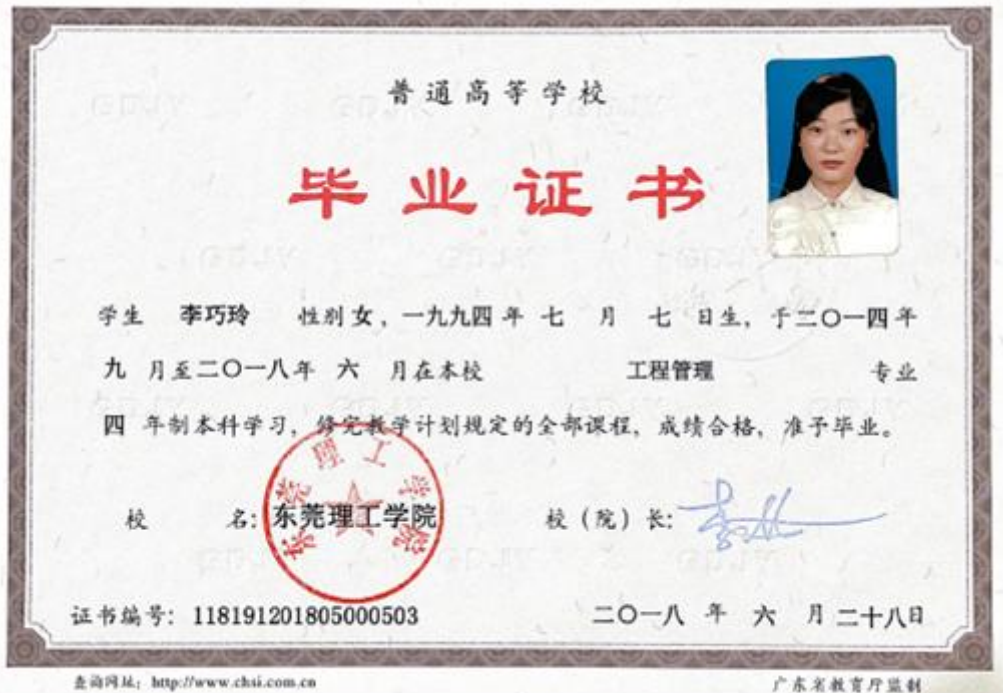 普通高等学校
毕业证书
学生 李巧玲 性别 女，一九九四 年 七 月 七 日生，于二〇一四年
九 月至二〇一八年 六 月在本校 工程管理 专业
四 年制本科学习，修完教学计划规定的全部课程，成绩合格，准予毕业。
东莞理工学院
校 名：东莞理工学院 校（院）长：
证书编号：118191201805000503 二〇一八 年 六 月 二十八日
查询网址：http://www.chsi.com.cn 广东省教育厅监制